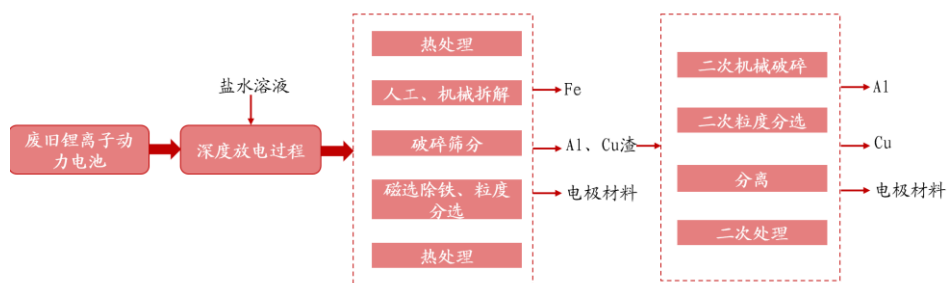 盐水溶液
废旧锂离子动
力电池
深度放电过程
热处理
人工、机械拆解
破碎筛分
磁选除铁、粒度
分选
热处理
Fe
Al、Cu渣
电极材料
二次机械破碎
二次粒度分选
分离
二次处理
Al
Cu
电极材料